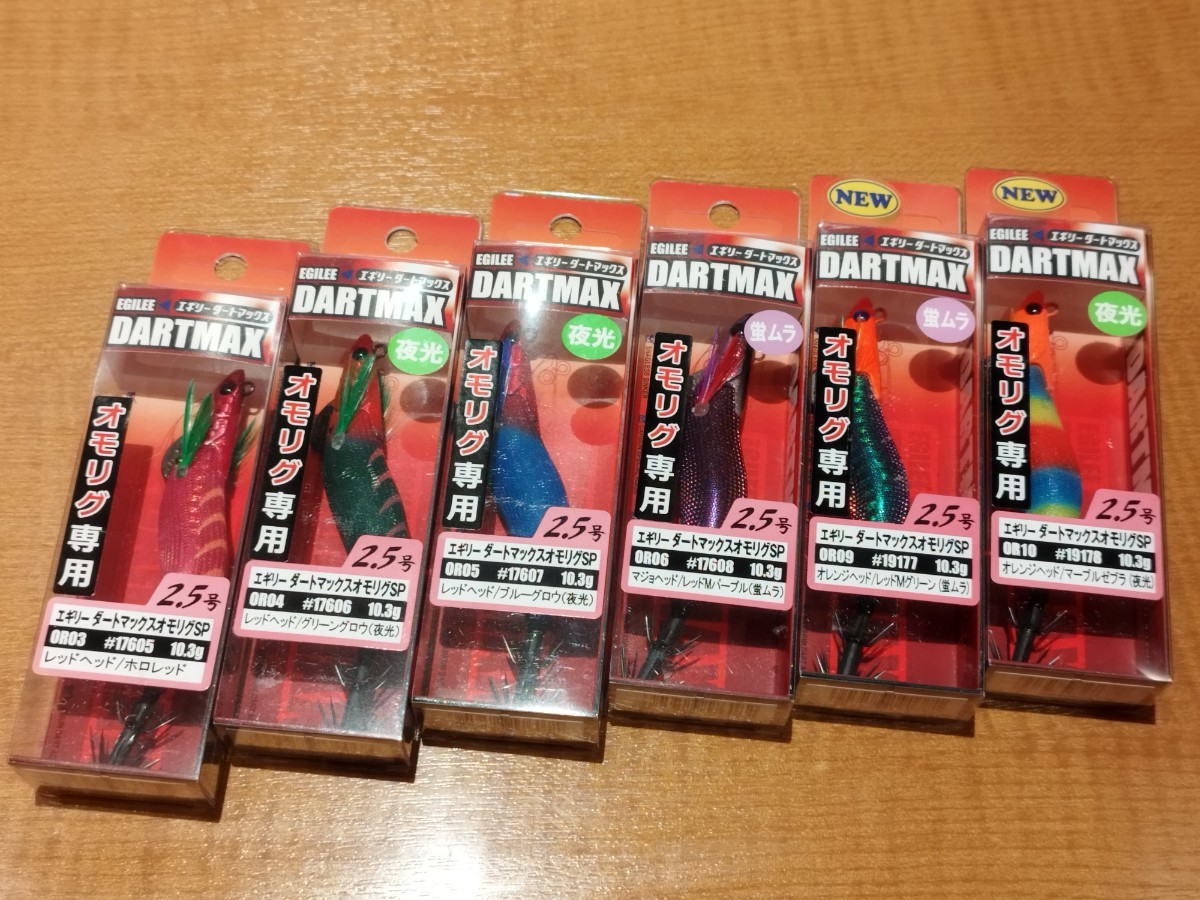 EGILEE エギリーダートマックス
DARTMAX
オモリグ専用
2.5号
エギリー ダートマックスオモリグSP
OR03 #17605 10.3g
レッドヘッド/ホロレッド
EGILEE エギリーダートマックス
DARTMAX
夜光
オモリグ専用
2.5号
エギリー ダートマックスオモリグSP
OR04 #17606 10.3g
レッドヘッド/グリーングロウ(夜光)
EGILEE エギリーダートマックス
DARTMAX
夜光
オモリグ専用
2.5号
エギリー ダートマックスオモリグSP
OR05 #17607 10.3g
レッドヘッド/ブルーグロウ(夜光)
EGILEE エギリーダートマックス
DARTMAX
蛍ムラ
オモリグ専用
2.5号
エギリー ダートマックスオモリグSP
OR06 #17608 10.3g
マジョヘッド/レッドMパープル(蛍ムラ)
NEW
EGILEE エギリーダートマックス
DARTMAX
蛍ムラ
オモリグ専用
2.5号
エギリー ダートマックスオモリグSP
OR09 #19177 10.3g
オレンジヘッド/レッドMグリーン(蛍ムラ)
NEW
EGILEE エギリーダートマックス
DARTMAX
夜光
オモリグ専用
2.5号
エギリー ダートマックスオモリグSP
OR10 #19178 10.3g
オレンジヘッド/マーブルゼブラ(夜光)